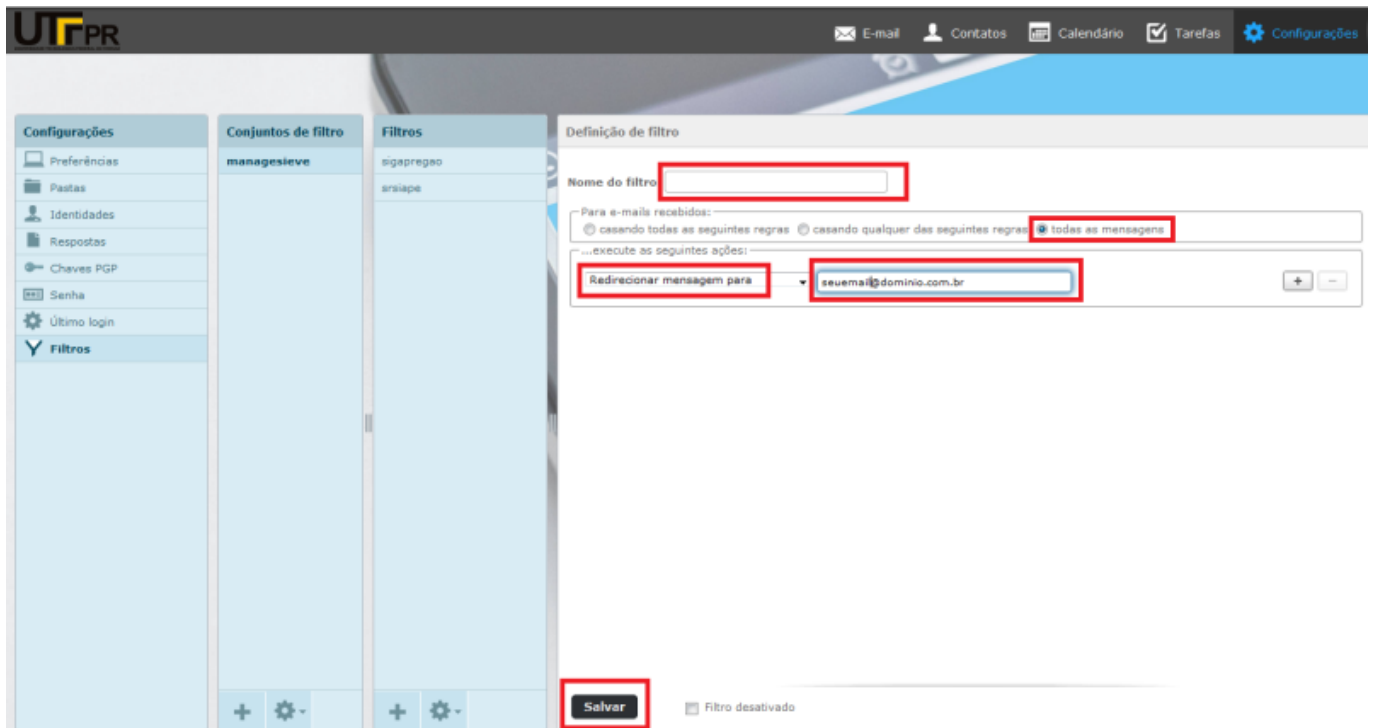 UTFPR
E-mail Contatos Calendário Tarefas Configurações
Configurações
Preferências
Pastas
Identidades
Respostas
Chaves PGP
Senha
Último login
Filtros
Conjuntos de filtro
managesieve
Filtros
sigapregao
srsiape
Definição de filtro
Nome do filtro
Para e-mails recebidos:
casando todas as seguintes regras casando qualquer das seguintes regras todas as mensagens
...execute as seguintes ações:
Redirecionar mensagem para seuemail@dominio.com.br
Salvar Filtro desativado